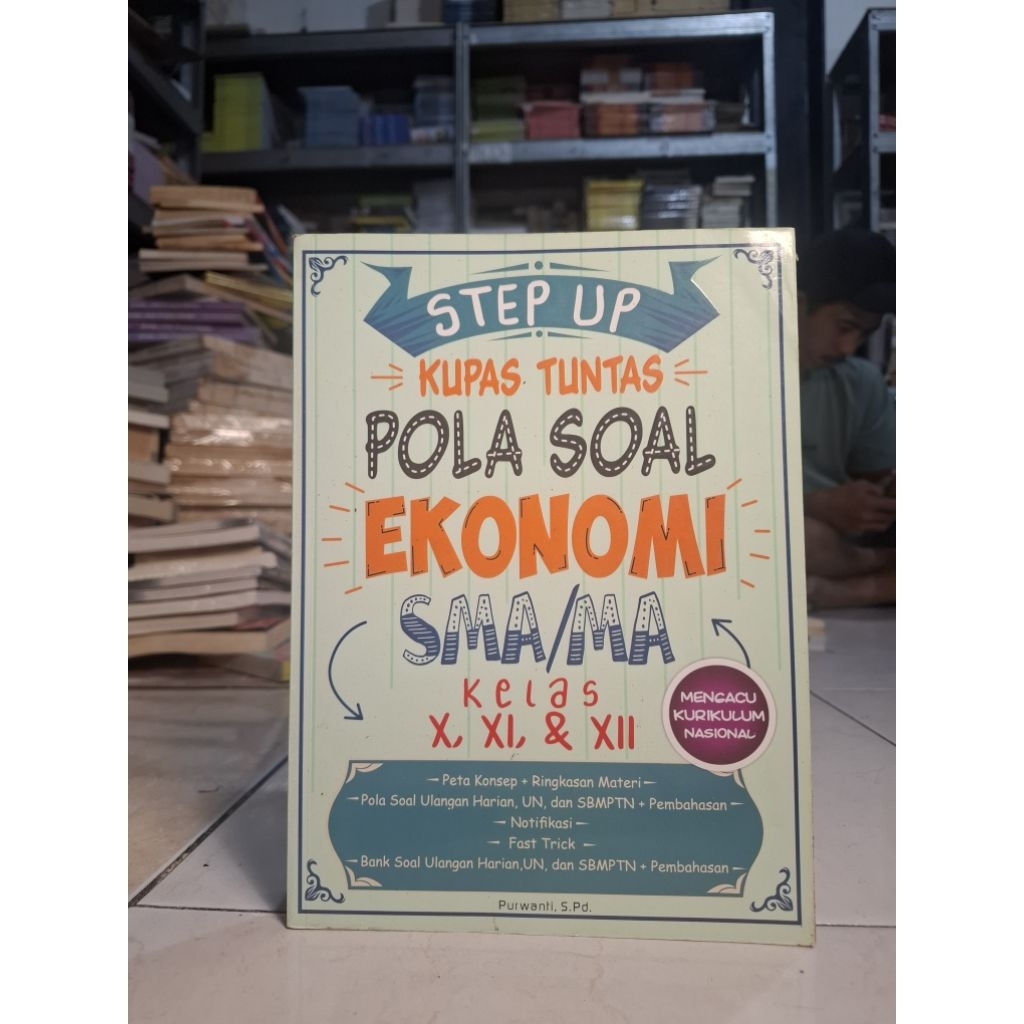 STEP UP
KUPAS TUNTAS
POLA SOAL
EKONOMI
SMA/MA
Kelas
X, XI, & XII
MENGACU
KURIKULUM
NASIONAL
Peta Konsep + Ringkasan Materi
Pola Soal Ulangan Harian, UN, dan SBMPTN + Pembahasan
Notifikasi
Fast Trick
Bank Soal Ulangan Harian,UN, dan SBMPTN + Pembahasan
Purwanti, S.Pd.